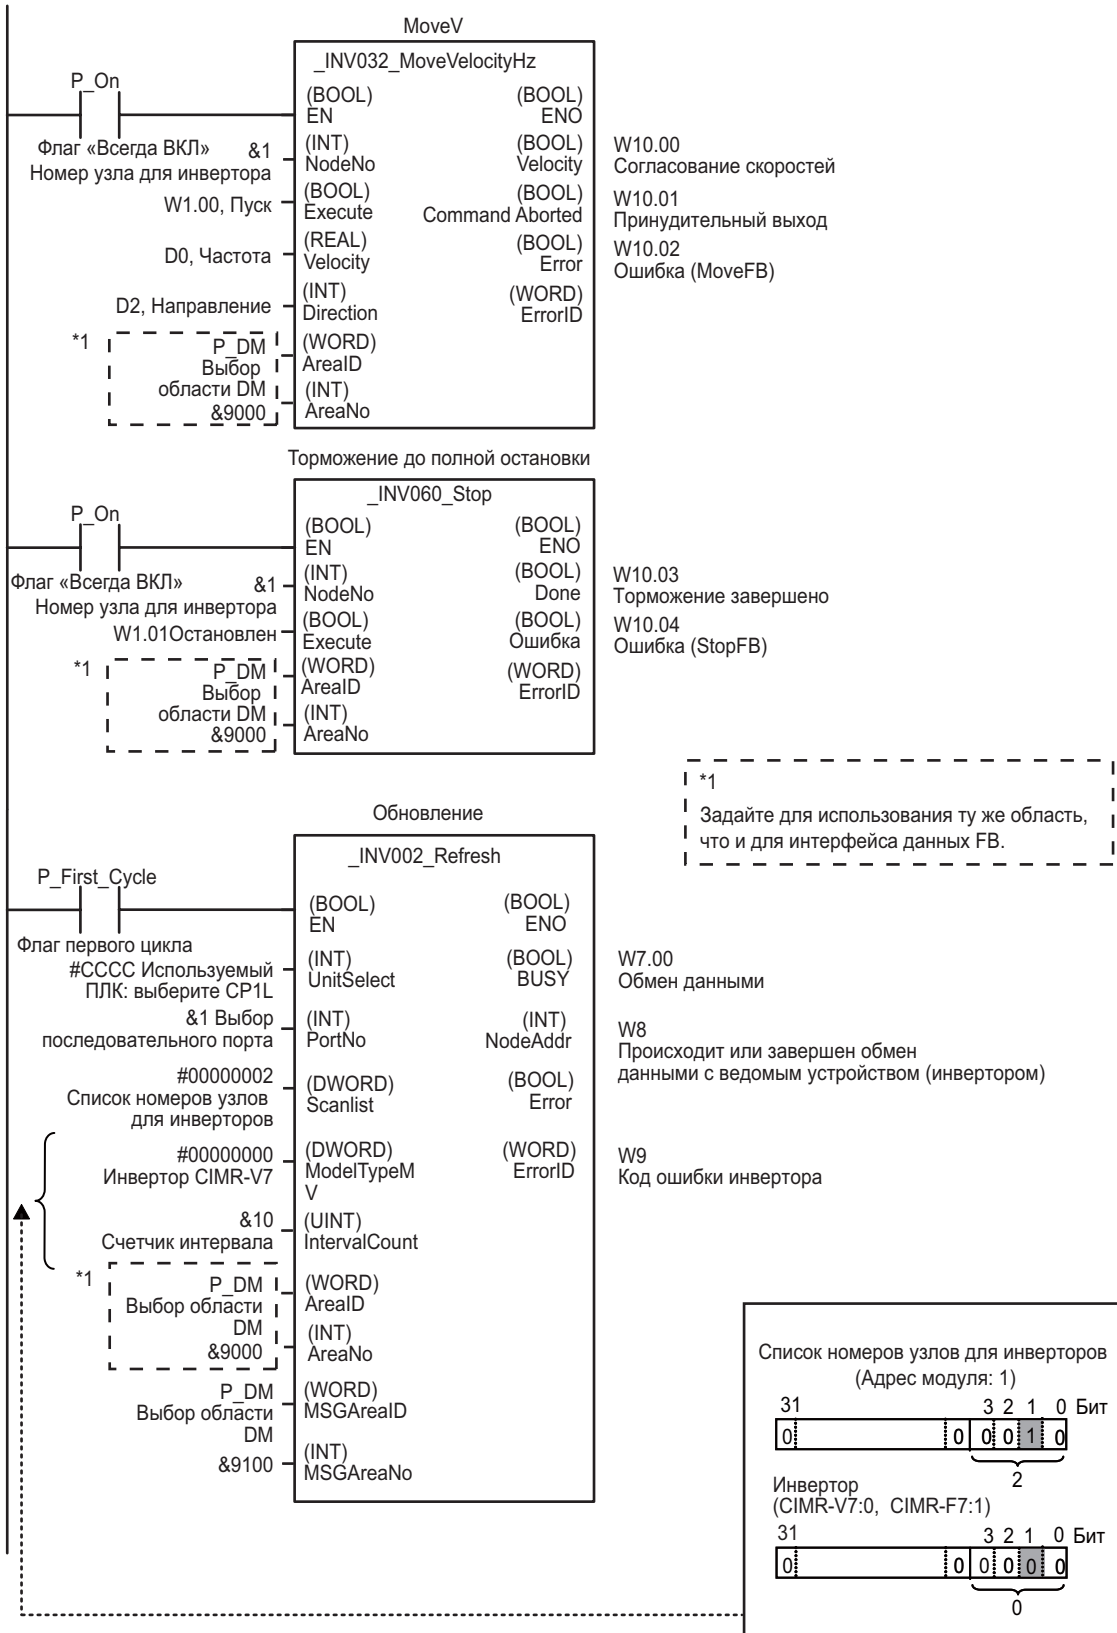 MoveV
_INV032_MoveVelocityHz
P_On
(BOOL) (BOOL)
EN ENO
Флаг «Всегда ВКЛ» &1 (INT) (BOOL) W10.00
Номер узла для инвертора NodeNo Velocity Согласование скоростей
W1.00, Пуск (BOOL) (BOOL) W10.01
Execute Command Aborted Принудительный выход
D0, Частота (REAL) (BOOL) W10.02
Velocity Error Ошибка (MoveFB)
D2, Направление (INT) (WORD)
Direction ErrorID
*1 P_DM (WORD)
Выбор AreaID
области DM (INT)
&9000 AreaNo
Торможение до полной остановки
_INV060_Stop
P_On
(BOOL) (BOOL)
EN ENO
Флаг «Всегда ВКЛ» &1 (INT) (BOOL) W10.03
Номер узла для инвертора NodeNo Done Торможение завершено
W1.01Остановлен (BOOL) (BOOL) W10.04
Execute Ошибка Ошибка (StopFB)
*1 P_DM (WORD) (WORD)
Выбор AreaID ErrorID
области DM (INT)
&9000 AreaNo
*1
Задайте для использования ту же область,
что и для интерфейса данных FB.
Обновление
_INV002_Refresh
P_First_Cycle
(BOOL) (BOOL)
EN ENO
Флаг первого цикла
#CCCC Используемый (INT) (BOOL) W7.00
ПЛК: выберите CP1L UnitSelect BUSY Обмен данными
&1 Выбор (INT) (INT) W8
последовательного порта PortNo NodeAddr Происходит или завершен обмен
данными с ведомым устройством (инвертором)
#00000002 (DWORD) (BOOL)
Список номеров узлов Scanlist Error
для инверторов
#00000000 (DWORD) (WORD) W9
Инвертор CIMR-V7 ModelTypeM ErrorID Код ошибки инвертора
V
&10 (UINT)
Счетчик интервала IntervalCount
*1 P_DM (WORD)
Выбор области AreaID
DM (INT)
&9000 AreaNo
P_DM (WORD)
Выбор области MSGAreaID
DM
&9100 (INT)
MSGAreaNo
Список номеров узлов для инверторов
(Адрес модуля: 1)
31 3 2 1 0 Бит
0 0 0 0 1 0
2
Инвертор
(CIMR-V7:0, CIMR-F7:1)
31 3 2 1 0 Бит
0 0 0 0 0 0
0